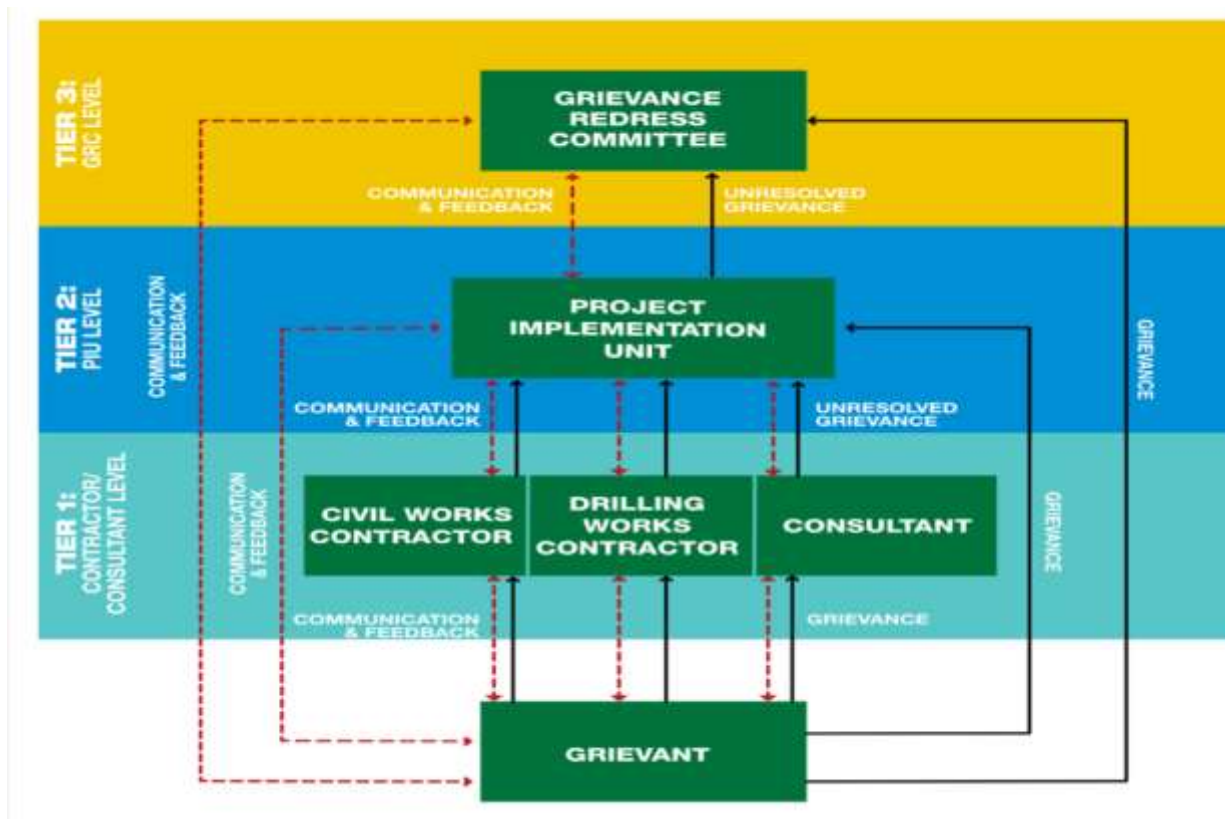 TIER 3:
GRC LEVEL
GRIEVANCE
REDRESS
COMMITTEE
COMMUNICATION
& FEEDBACK
UNRESOLVED
GRIEVANCE
TIER 2:
PIU LEVEL
COMMUNICATION
& FEEDBACK
PROJECT
IMPLEMENTATION
UNIT
GRIEVANCE
COMMUNICATION
& FEEDBACK
UNRESOLVED
GRIEVANCE
TIER 1:
CONTRACTOR/
CONSULTANT LEVEL
COMMUNICATION
& FEEDBACK
CIVIL WORKS
CONTRACTOR
DRILLING
WORKS
CONTRACTOR
CONSULTANT
GRIEVANCE
COMMUNICATION
& FEEDBACK
GRIEVANCE
GRIEVANT